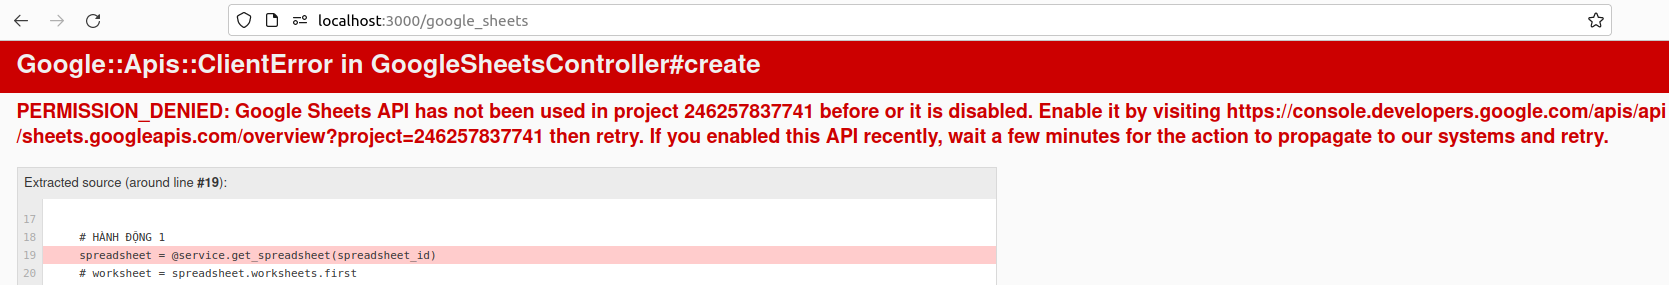 localhost:3000/google_sheets
Google::Apis::ClientError in GoogleSheetsController#create
PERMISSION_DENIED: Google Sheets API has not been used in project 246257837741 before or it is disabled. Enable it by visiting https://console.developers.google.com/apis/api
/sheets.googleapis.com/overview?project=246257837741 then retry. If you enabled this API recently, wait a few minutes for the action to propagate to our systems and retry.
Extracted source (around line #19):
17
18 # HÀNH ĐỘNG 1
19 spreadsheet = @service.get_spreadsheet(spreadsheet_id)
20 # worksheet = spreadsheet.worksheets.first